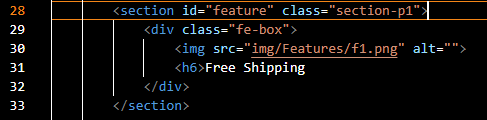 28 <section id="feature" class="section-p1">
29 <div class="fe-box">
30 <img src="img/Features/f1.png" alt="">
31 <h6>Free Shipping
32 </div>
33 </section>